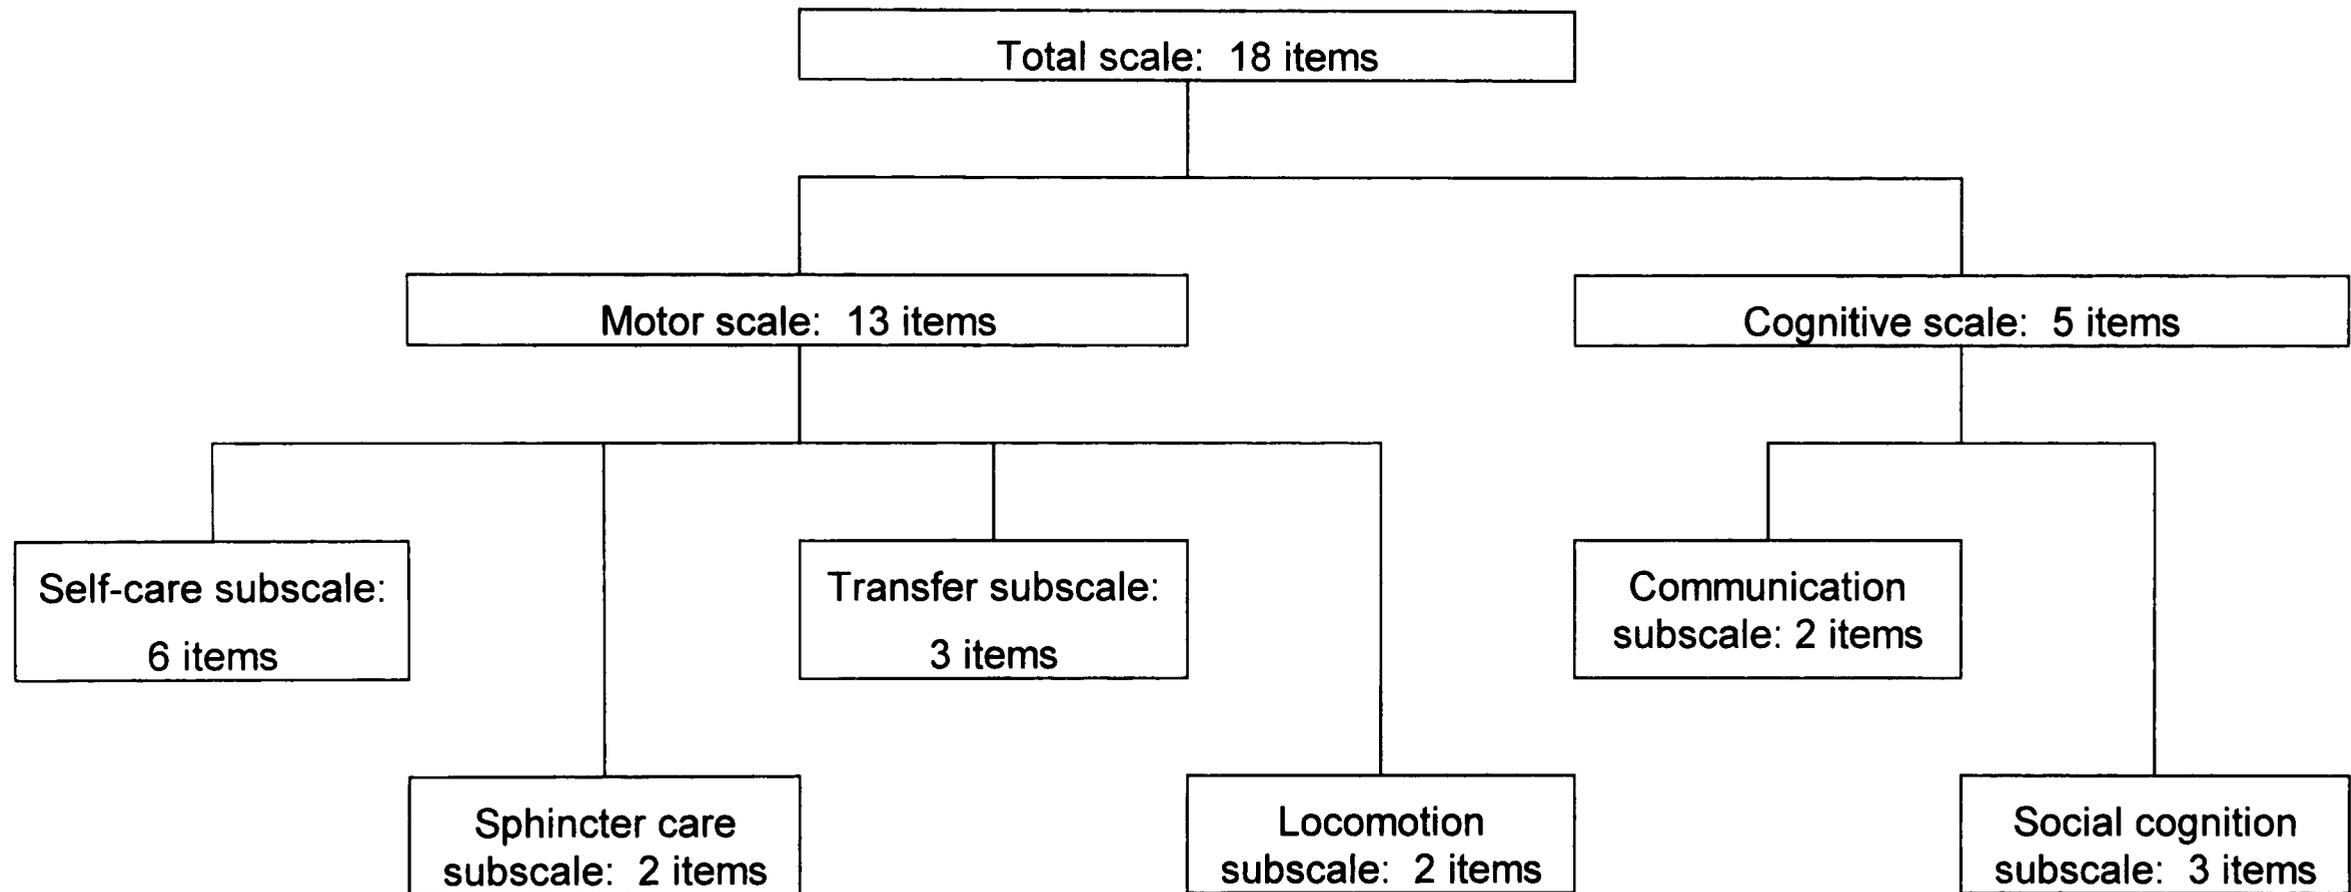 Total scale: 18 items
Motor scale: 13 items
Cognitive scale: 5 items
Self-care subscale:
6 items
Transfer subscale:
3 items
Communication
subscale: 2 items
Sphincter care
subscale: 2 items
Locomotion
subscale: 2 items
Social cognition
subscale: 3 items